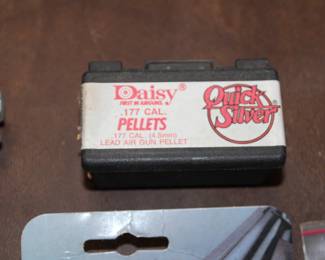 Daisy®
FIRST IN AIRGUNS
.177 CAL.
PELLETS
.177 CAL. (4.5mm)
LEAD AIR GUN PELLET
Quick
Silver®